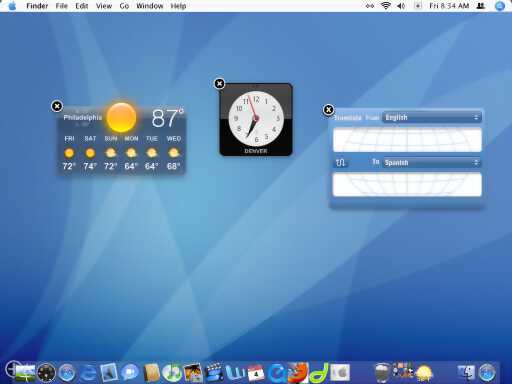 Finder File Edit View Go Window Help Fri 8:34 AM
Philadelphia 87°
FRI SAT SUN MON TUE WED
72° 74° 72° 64° 64° 68°
12
11 1
10 2
9 3
8 4
7 5
6
DENVER
Translate From English
To Spanish
4